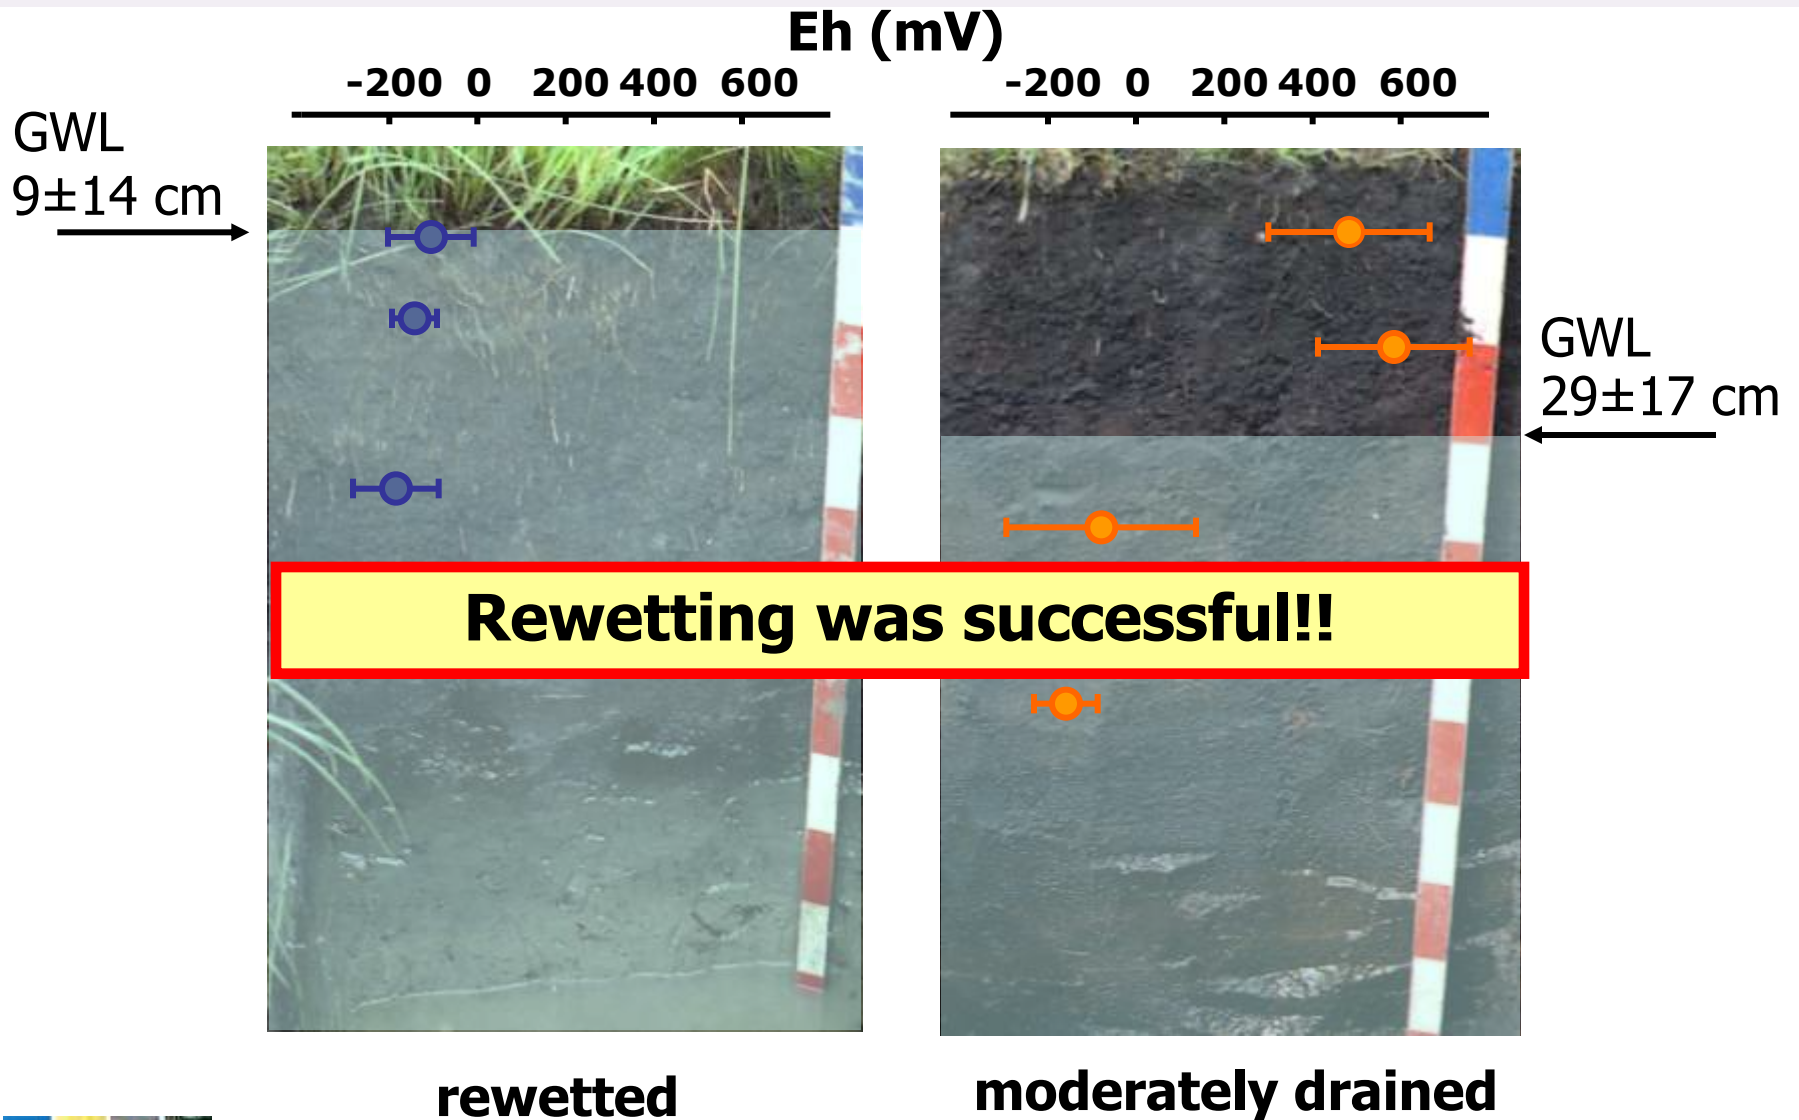 Eh (mV)
-200 0 200 400 600
-200 0 200 400 600
GWL
9±14 cm
GWL
29±17 cm
Rewetting was successful!!
rewetted
moderately drained